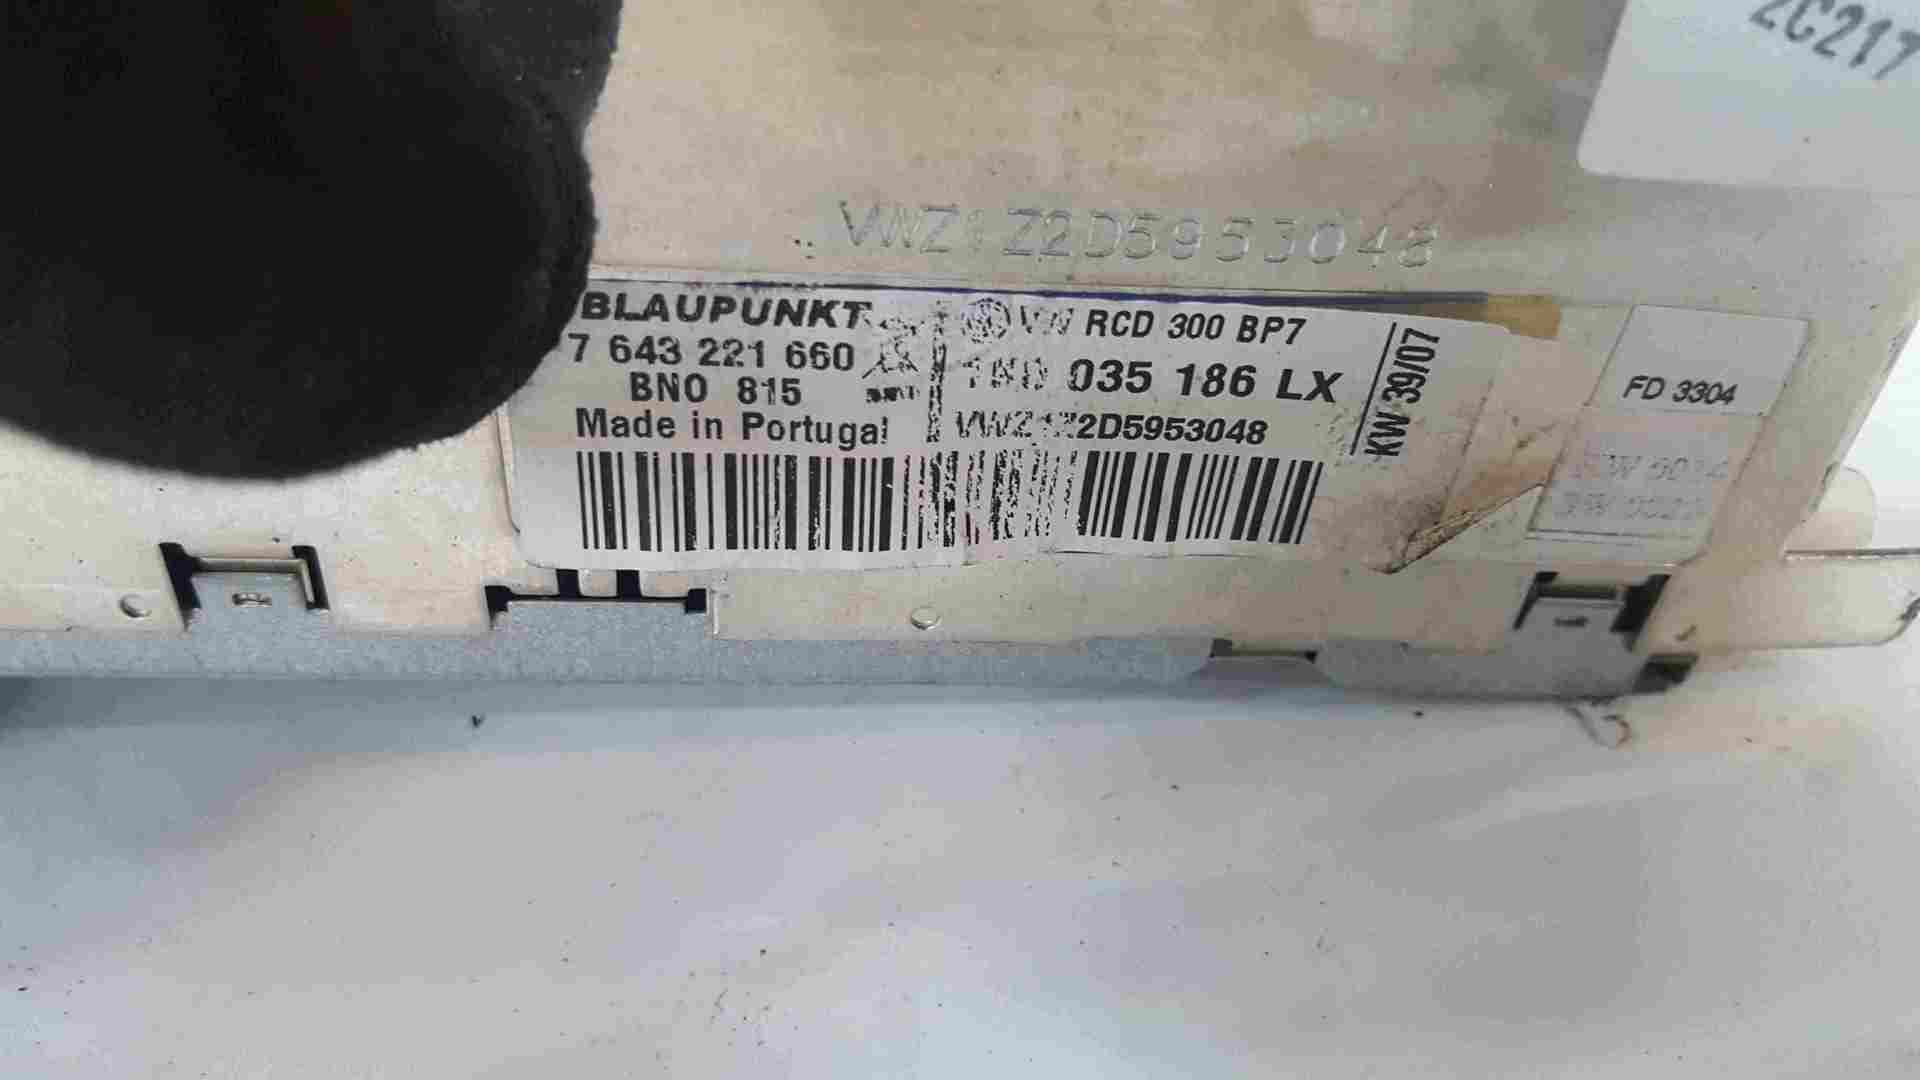 2C217
VWZ1Z2D5953048
BLAUPUNKT
7 643 221 660
BNO 815
Made in Portugal
VW RCD 300 BP7
035 186 LX
VWZ1Z2D5953048
KW 39/07
FD 3304